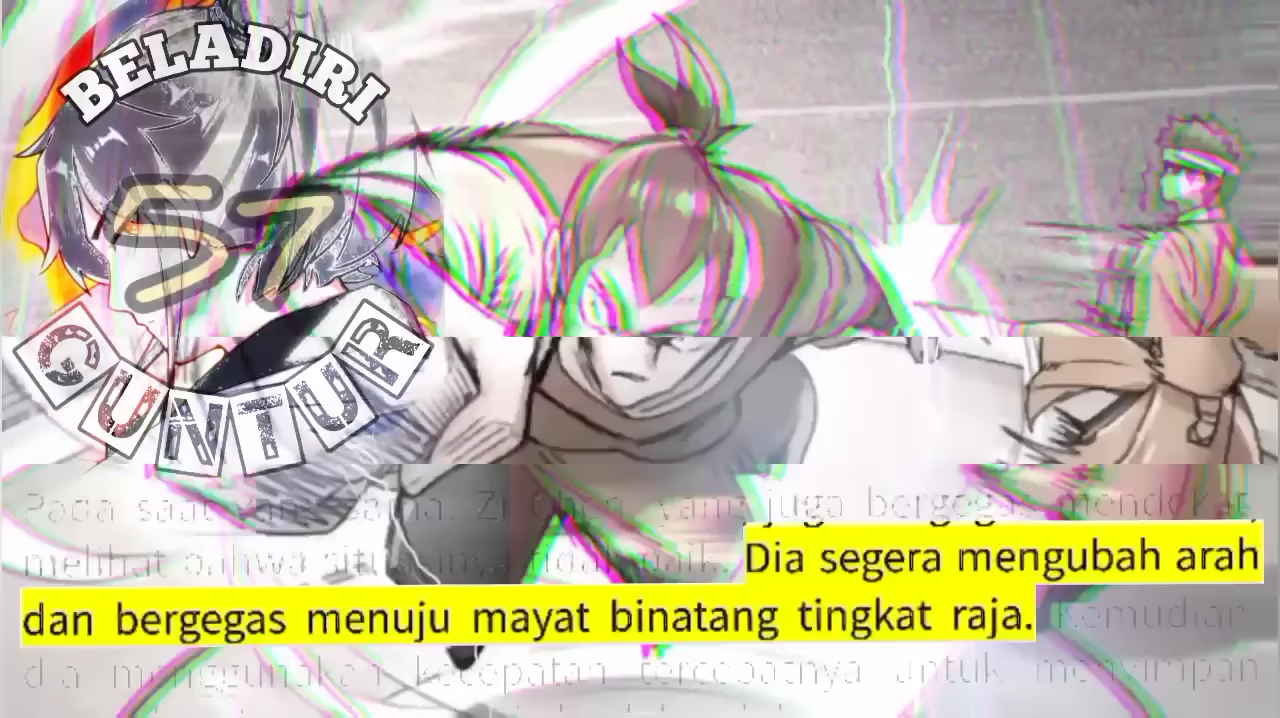 BELADIRI
57
GUNTUR
Pada saat yang sama, Zi Chen, yang juga bergegas mendekat,
melihat bahwa situasinya tidak baik. Dia segera mengubah arah
dan bergegas menuju mayat binatang tingkat raja. Kemudian
dia menggunakan kecepatan tercepatnya untuk menyimpan